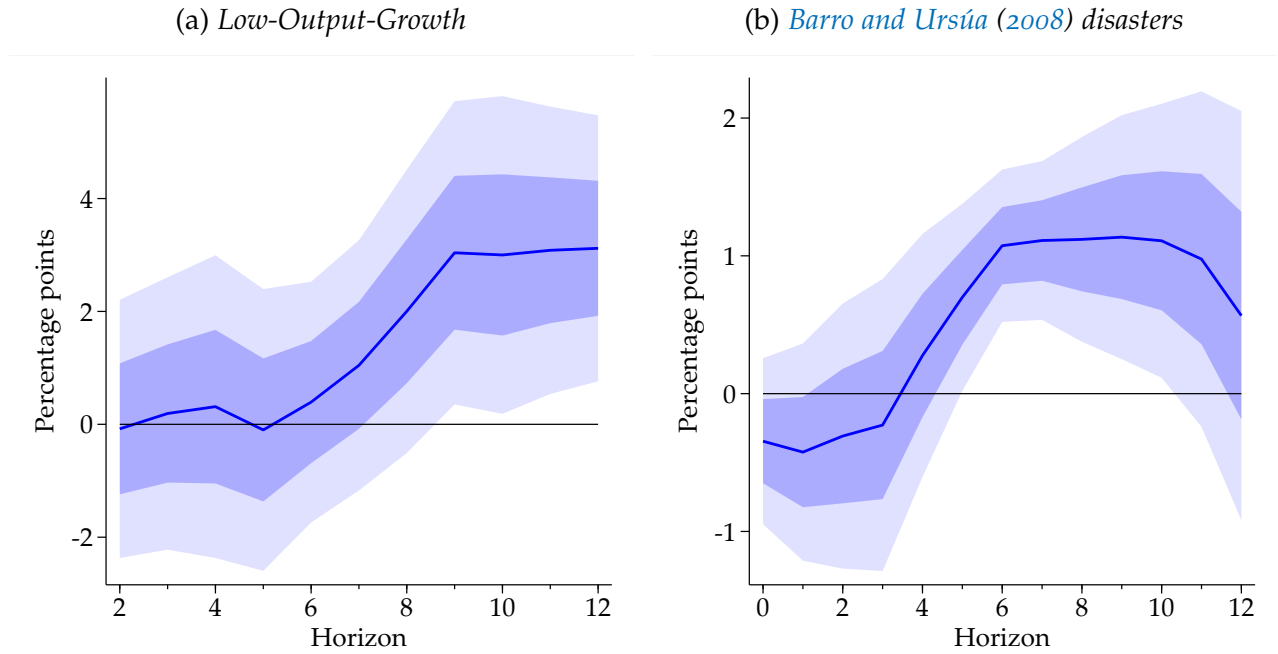 (a) Low-Output-Growth
Percentage points
4
2
0
-2
2 4 6 8 10 12
Horizon
(b) Barro and Ursúa (2008) disasters
Percentage points
2
1
0
-1
0 2 4 6 8 10 12
Horizon